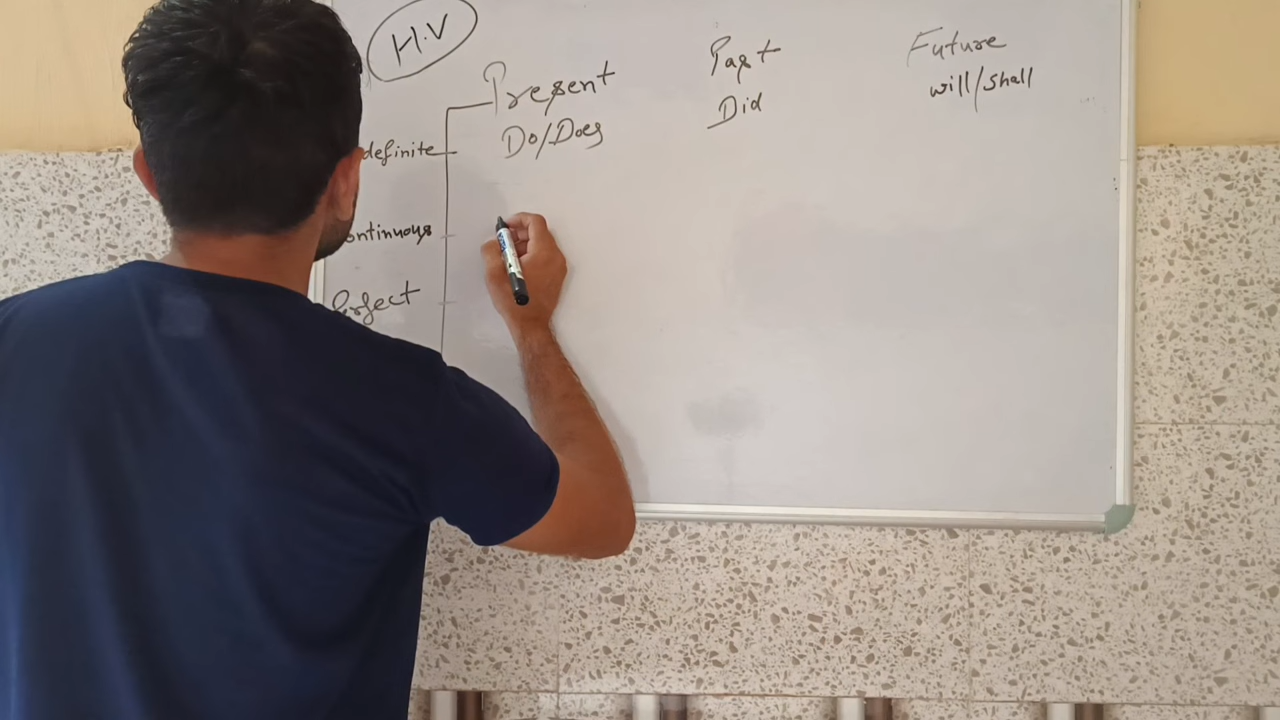 H.V
Present Past Future
Do/Does Did will/shall
definite
ontinuous
Perfect